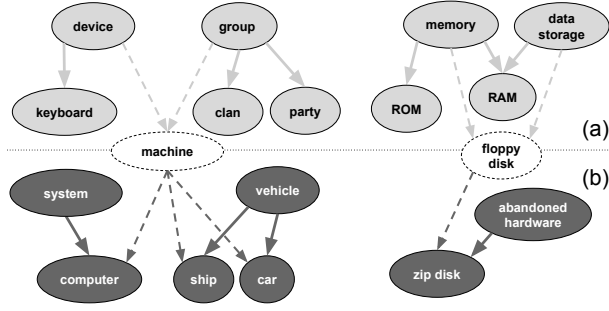 device
group
memory
data
storage
keyboard
clan
party
ROM
RAM
(a)
machine
floppy
disk
(b)
system
vehicle
abandoned
hardware
computer
ship
car
zip disk